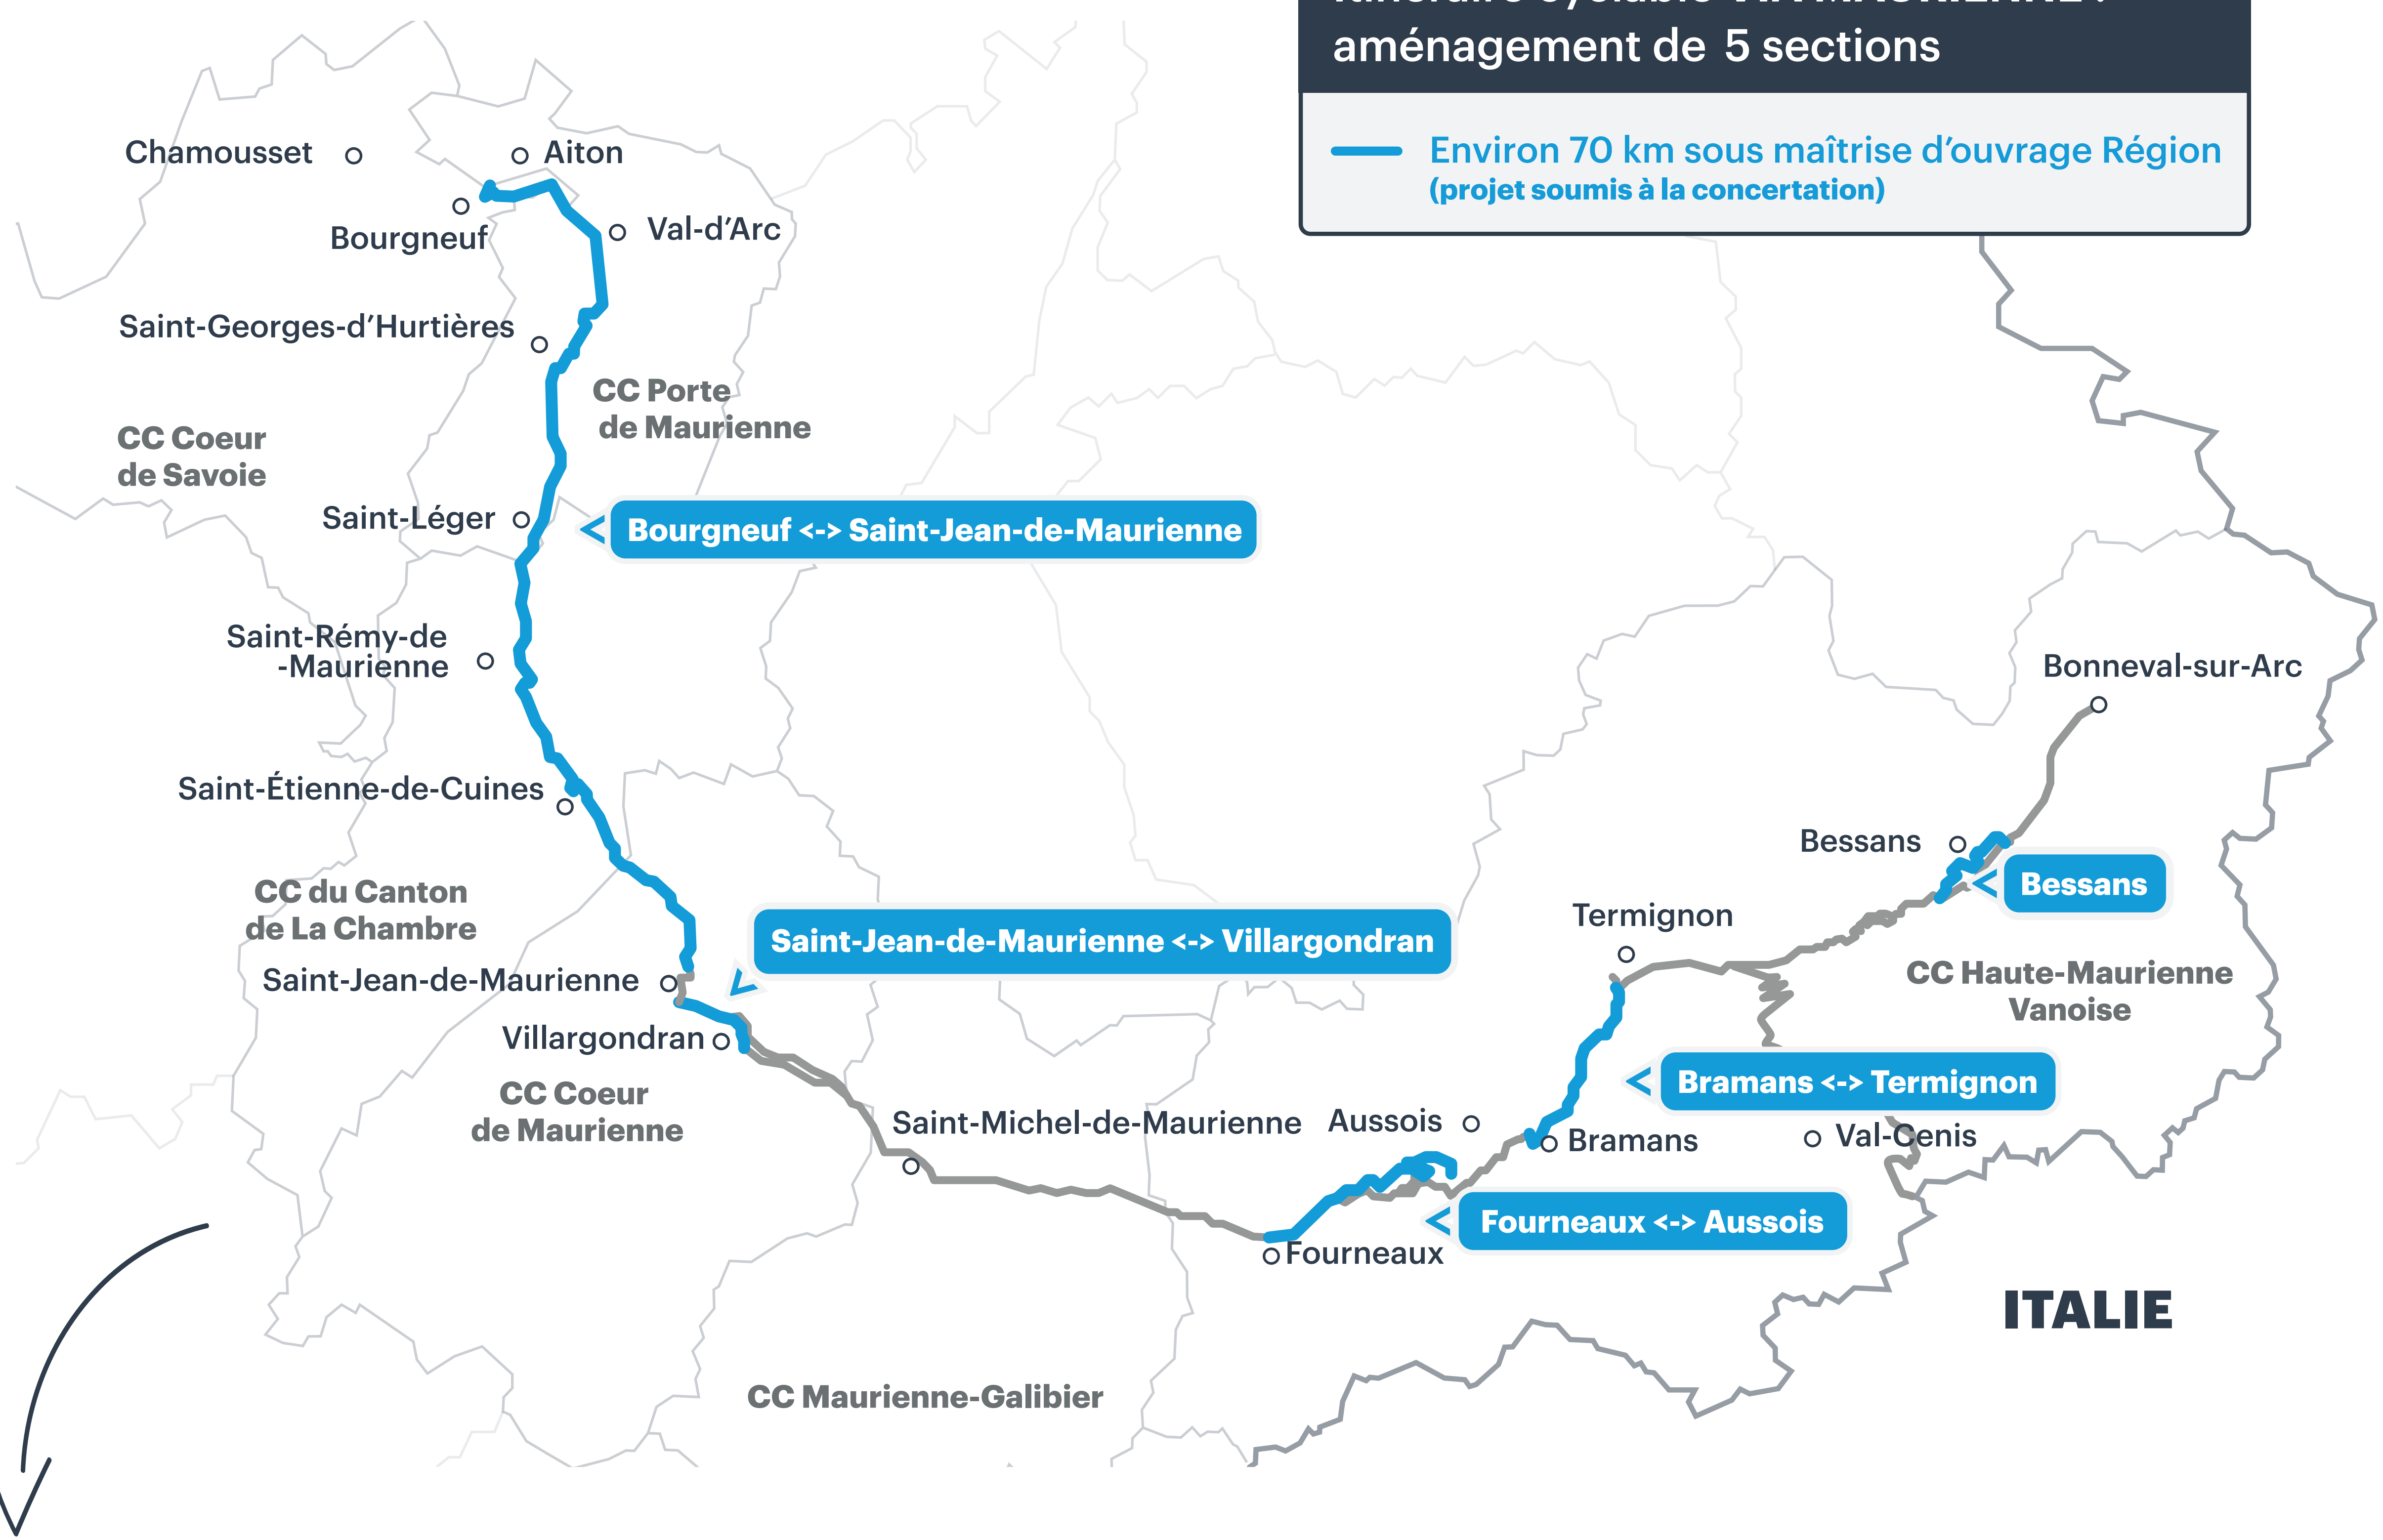 Itinéraire cyclable VIA MAURIENNE :
aménagement de 5 sections
Environ 70 km sous maîtrise d'ouvrage Région
(projet soumis à la concertation)
Chamousset
Aiton
Bourgneuf
Val-d'Arc
Saint-Georges-d'Hurtières
CC Porte
de Maurienne
CC Coeur
de Savoie
Saint-Léger
Bourgneuf <-> Saint-Jean-de-Maurienne
Saint-Rémy-de
-Maurienne
Bonneval-sur-Arc
Saint-Étienne-de-Cuines
Bessans
Bessans
CC du Canton
de La Chambre
Termignon
Saint-Jean-de-Maurienne <-> Villargondran
CC Haute-Maurienne
Vanoise
Saint-Jean-de-Maurienne
Villargondran
Bramans <-> Termignon
CC Coeur
de Maurienne
Saint-Michel-de-Maurienne
Aussois
Bramans
Val-Cenis
Fourneaux <-> Aussois
Fourneaux
ITALIE
CC Maurienne-Galibier